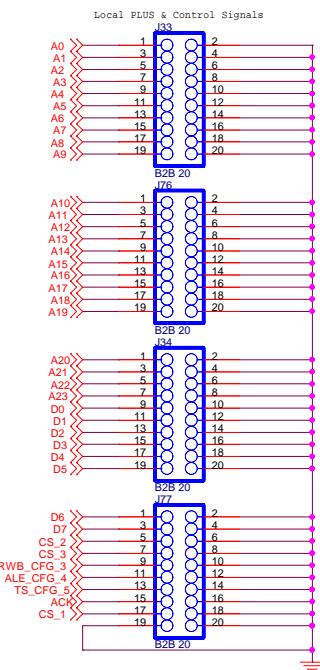 Local PLUS & Control Signals
J33
A0 1 2
A1 3 4
A2 5 6
A3 7 8
A4 9 10
A5 11 12
A6 13 14
A7 15 16
A8 17 18
A9 19 20
B2B 20
J76
A10 1 2
A11 3 4
A12 5 6
A13 7 8
A14 9 10
A15 11 12
A16 13 14
A17 15 16
A18 17 18
A19 19 20
B2B 20
J34
A20 1 2
A21 3 4
A22 5 6
A23 7 8
D0 9 10
D1 11 12
D2 13 14
D3 15 16
D4 17 18
D5 19 20
B2B 20
J77
D6 1 2
D7 3 4
CS_2 5 6
CS_3 7 8
RWB_CFG_3 9 10
ALE_CFG_4 11 12
TS_CFG_5 13 14
ACK 15 16
CS_1 17 18
19 20
B2B 20